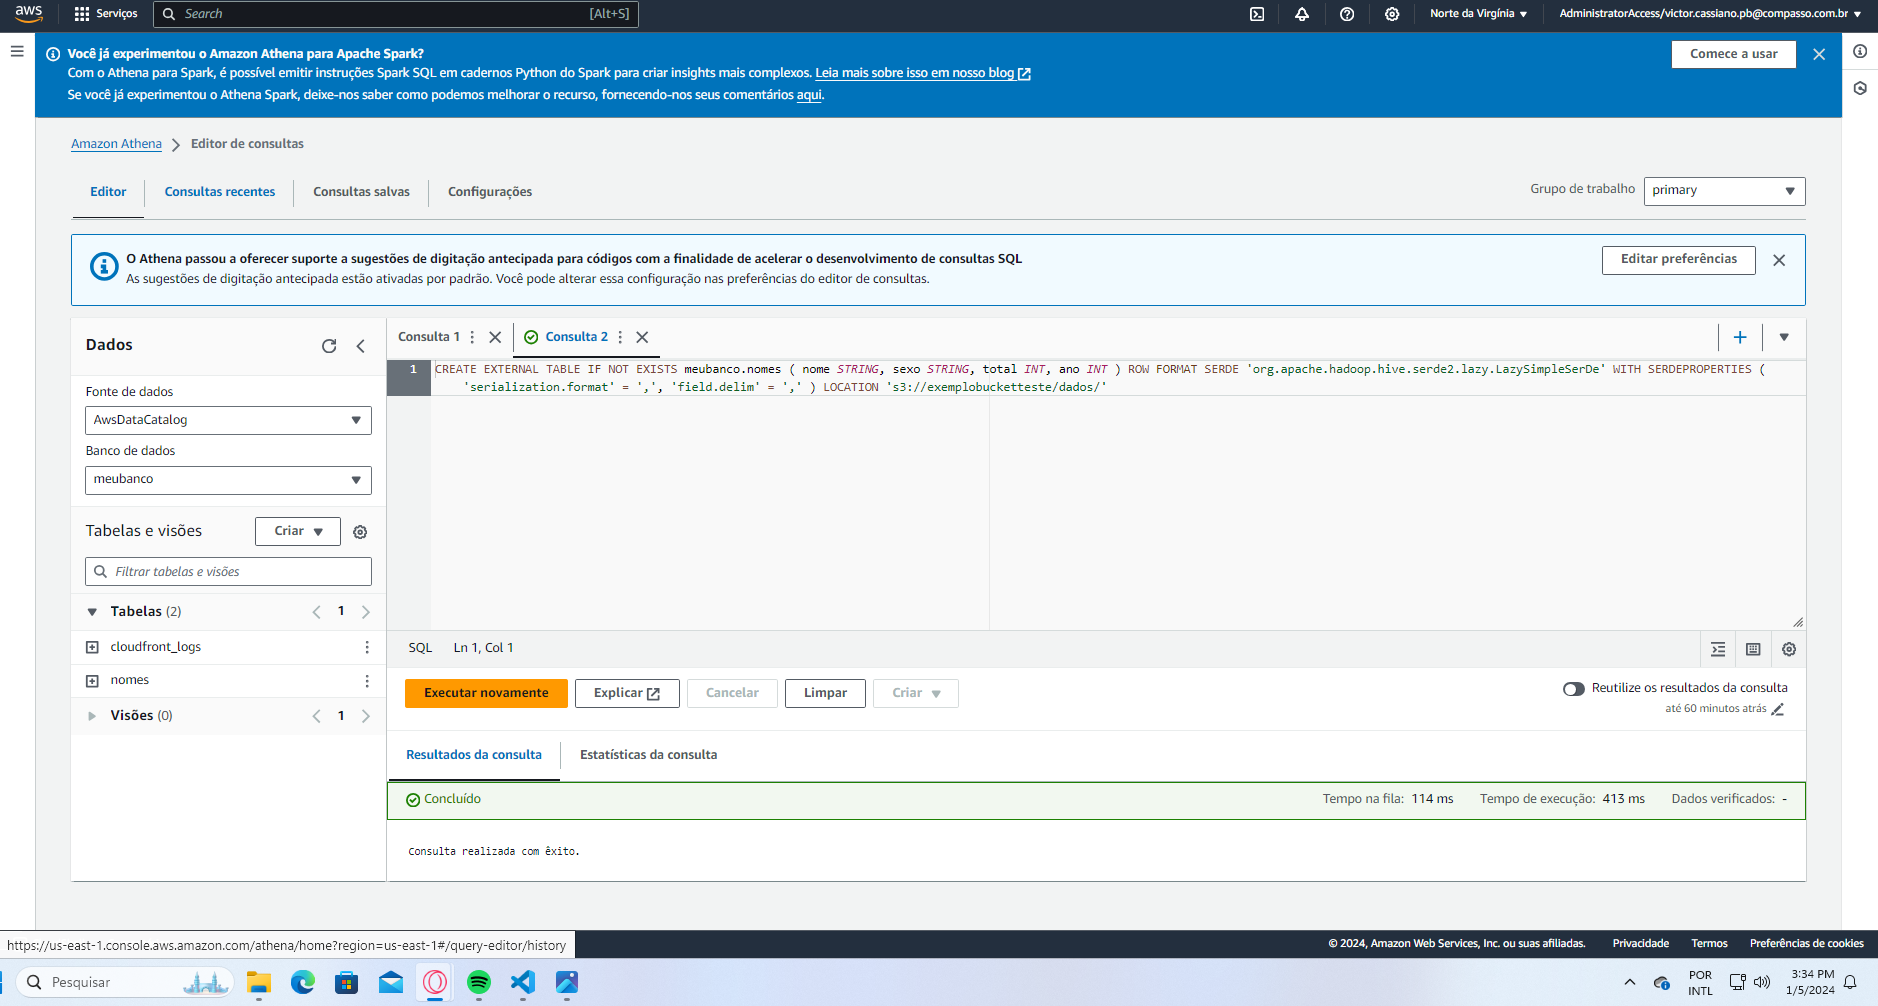 aws
Serviços
Search
[Alt+S]
Norte da Virgínia
AdministratorAccess/victor.cassiano.pb@compasso.com.br
Você já experimentou o Amazon Athena para Apache Spark?
Com o Athena para Spark, é possível emitir instruções Spark SQL em cadernos Python do Spark para criar insights mais complexos. Leia mais sobre isso em nosso blog
Se você já experimentou o Athena Spark, deixe-nos saber como podemos melhorar o recurso, fornecendo-nos seus comentários aqui.
Comece a usar
Amazon Athena
Editor de consultas
Editor
Consultas recentes
Consultas salvas
Configurações
Grupo de trabalho
primary
O Athena passou a oferecer suporte a sugestões de digitação antecipada para códigos com a finalidade de acelerar o desenvolvimento de consultas SQL
As sugestões de digitação antecipada estão ativadas por padrão. Você pode alterar essa configuração nas preferências do editor de consultas.
Editar preferências
Dados
Fonte de dados
AwsDataCatalog
Banco de dados
meubanco
Tabelas e visões
Criar
Filtrar tabelas e visões
Tabelas (2)
1
cloudfront_logs
nomes
Visões (0)
1
Consulta 1
Consulta 2
1
CREATE EXTERNAL TABLE IF NOT EXISTS meubanco.nomes ( nome STRING, sexo STRING, total INT, ano INT ) ROW FORMAT SERDE 'org.apache.hadoop.hive.serde2.lazy.LazySimpleSerDe' WITH SERDEPROPERTIES (
'serialization.format' = ',', 'field.delim' = ',' ) LOCATION 's3://exemplobucketteste/dados/'
SQL
Ln 1, Col 1
Executar novamente
Explicar
Cancelar
Limpar
Criar
Reutilize os resultados da consulta
até 60 minutos atrás
Resultados da consulta
Estatísticas da consulta
Concluído
Tempo na fila: 114 ms
Tempo de execução: 413 ms
Dados verificados: -
Consulta realizada com êxito.
https://us-east-1.console.aws.amazon.com/athena/home?region=us-east-1#/query-editor/history
© 2024, Amazon Web Services, Inc. ou suas afiliadas.
Privacidade
Termos
Preferências de cookies
Pesquisar
POR
INTL
3:34 PM
1/5/2024